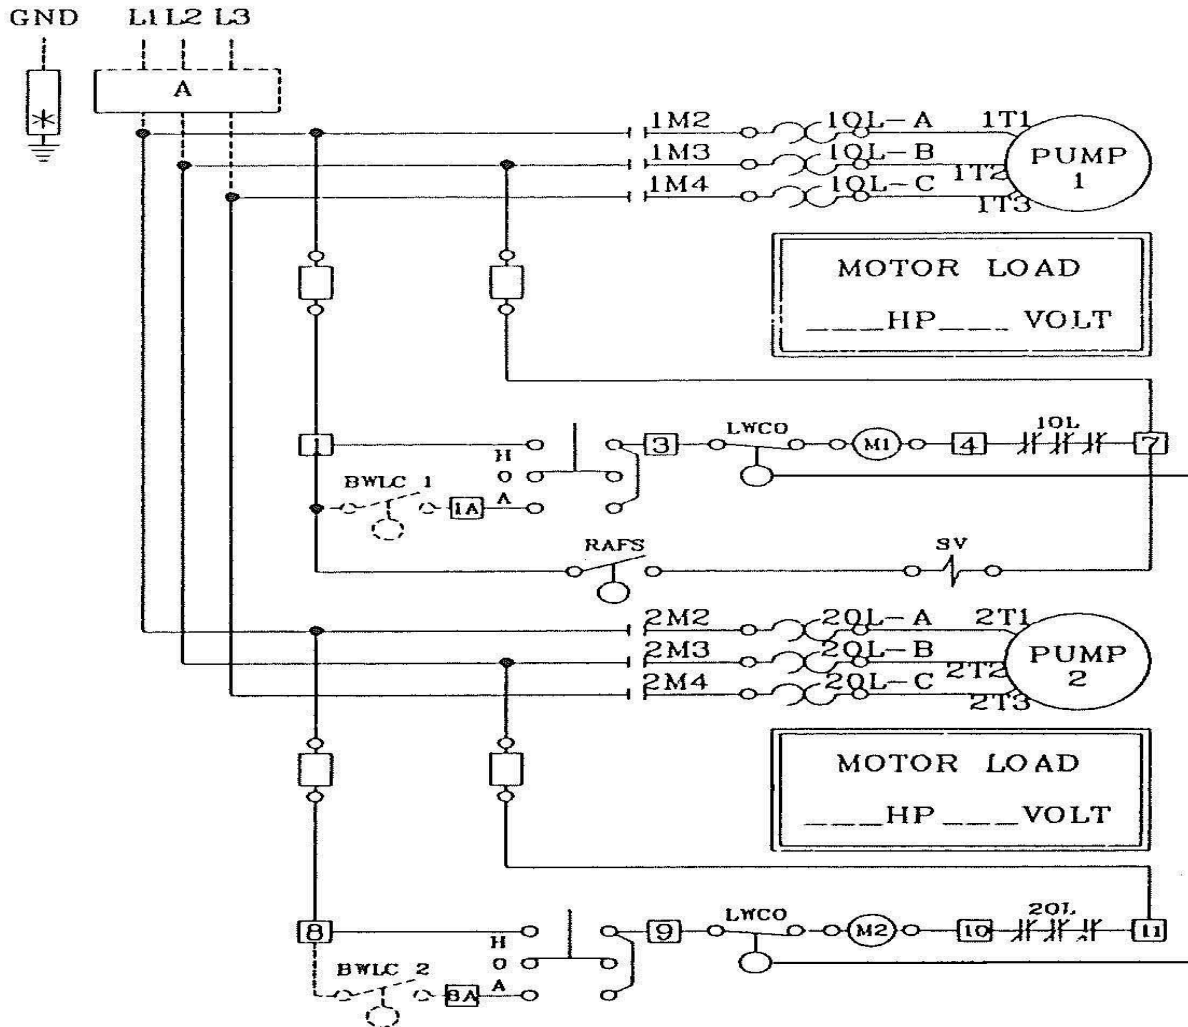 GND L1 L2 L3
A
1M2 1OL-A 1T1
1M3 1OL-B 1T2
1M4 1OL-C 1T3
PUMP
1
MOTOR LOAD
___HP___ VOLT
1 H 3 LWCO M1 4 1OL 7
O
BWLC 1 1A A
RAFS SV
2M2 2OL-A 2T1
2M3 2OL-B 2T2
2M4 2OL-C 2T3
PUMP
2
MOTOR LOAD
___HP___VOLT
8 H 9 LWCO M2 10 2OL 11
O
BWLC 2 8A A